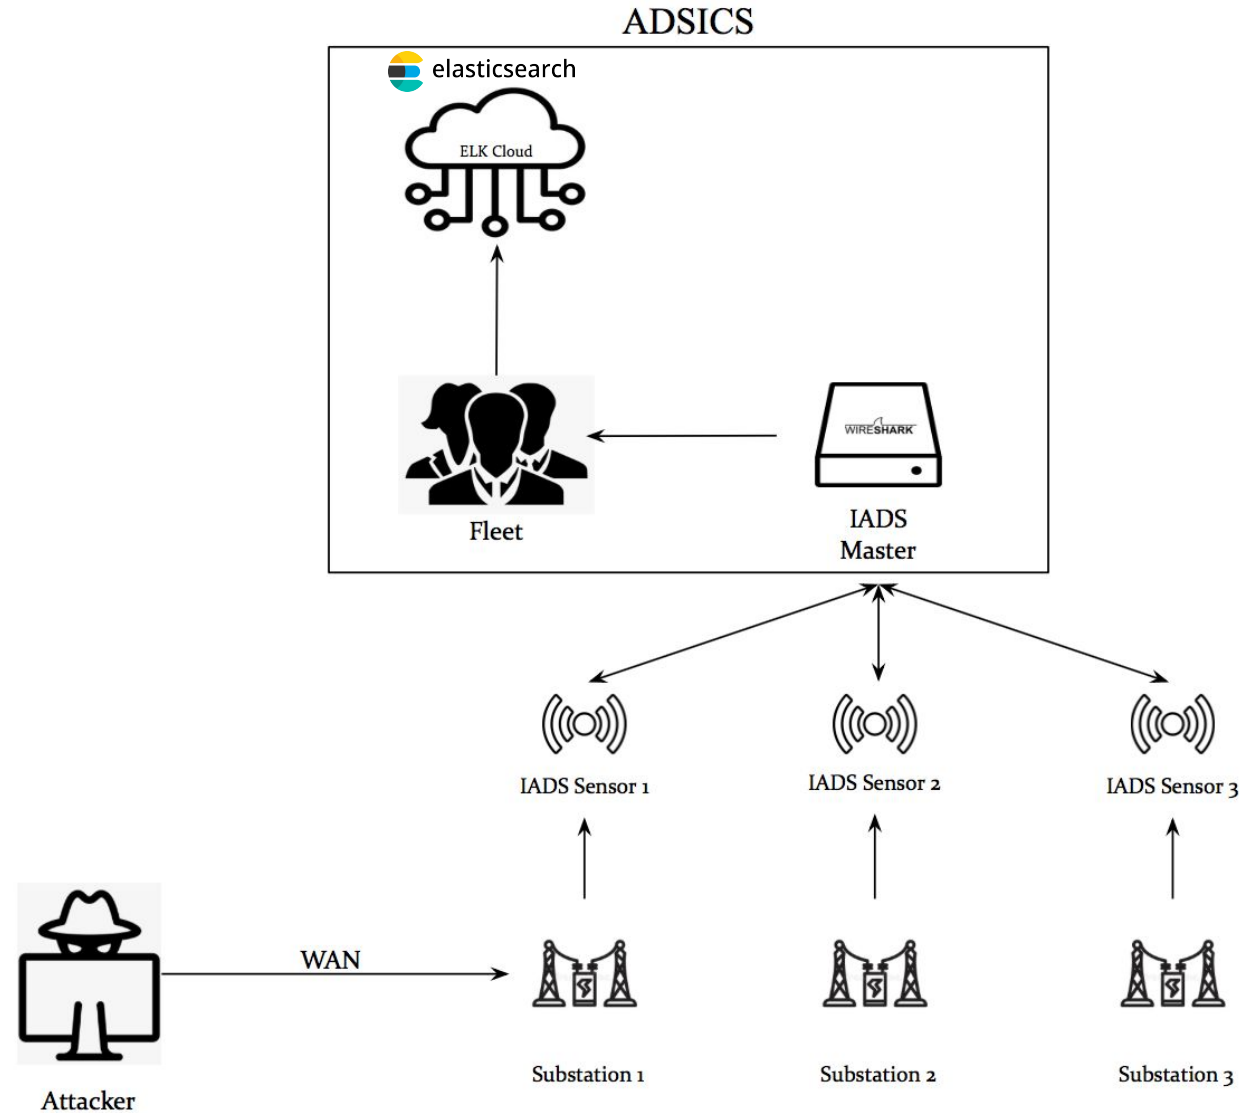 ADSICS
elasticsearch
ELK Cloud
WIRESHARK
Fleet
IADS
Master
IADS Sensor 1
IADS Sensor 2
IADS Sensor 3
WAN
Attacker
Substation 1
Substation 2
Substation 3